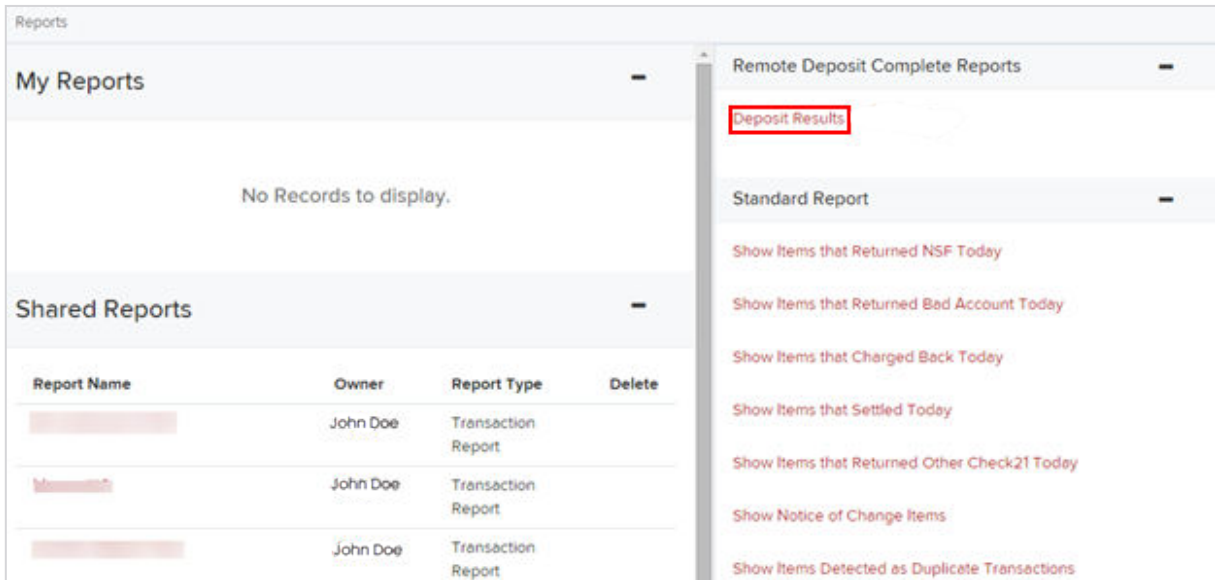 Reports
My Reports
No Records to display.
Shared Reports
Report Name Owner Report Type Delete
John Doe Transaction
Report
John Doe Transaction
Report
John Doe Transaction
Report
Remote Deposit Complete Reports
Deposit Results
Standard Report
Show Items that Returned NSF Today
Show Items that Returned Bad Account Today
Show Items that Charged Back Today
Show Items that Settled Today
Show Items that Returned Other Check21 Today
Show Notice of Change Items
Show Items Detected as Duplicate Transactions